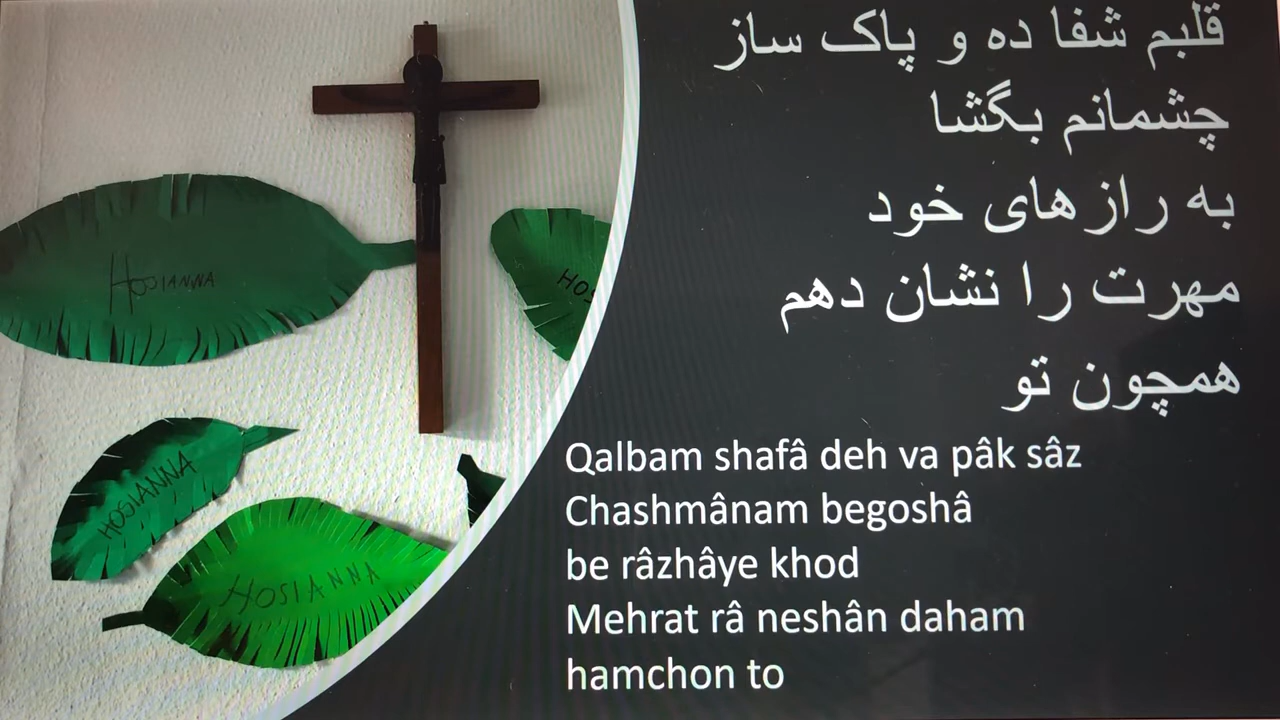 قلبم شفا ده و پاک ساز
چشمانم بگشا
به رازهای خود
مهرت را نشان دهم
همچون تو
Qalbam shafâ deh va pâk sâz
Chashmânam begoshâ
be râzhâye khod
Mehrat râ neshân daham
hamchon to
HOSIANNA
HOS
HOSIANNA
HOSIANNA